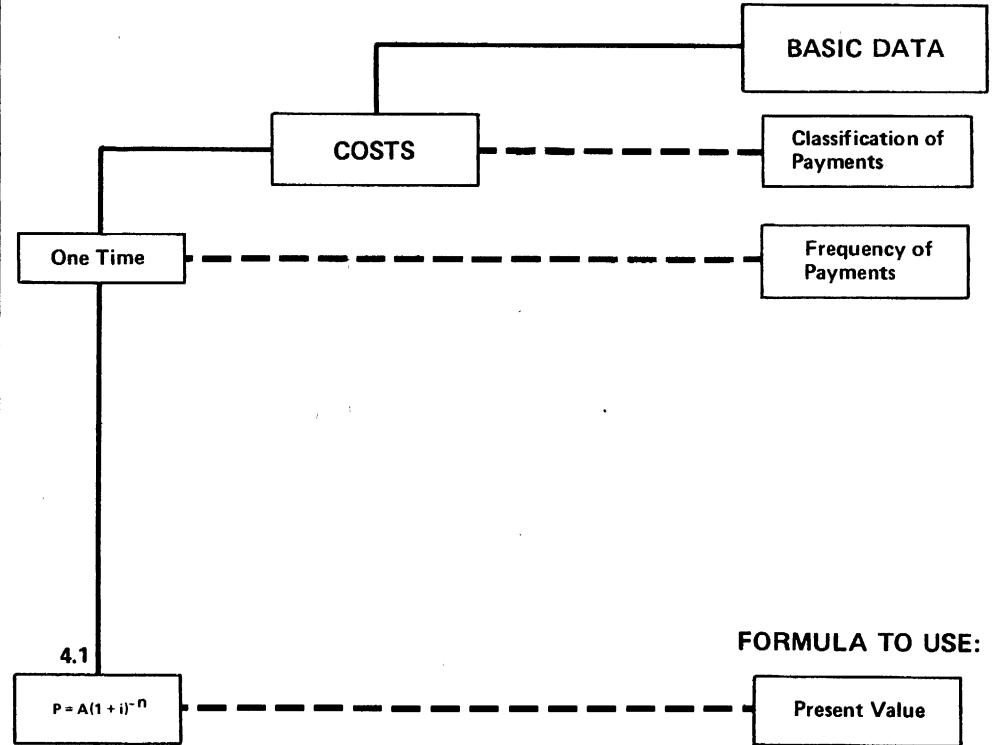 BASIC DATA
COSTS
Classification of
Payments
One Time
Frequency of
Payments
FORMULA TO USE:
4.1
P = A(1 + i)⁻ⁿ
Present Value